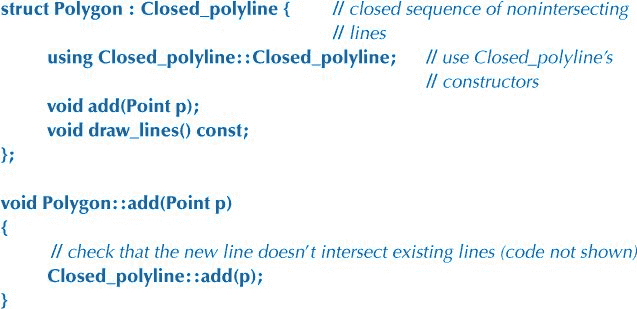 struct Polygon : Closed_polyline { // closed sequence of nonintersecting
// lines
using Closed_polyline::Closed_polyline; // use Closed_polyline’s
// constructors
void add(Point p);
void draw_lines() const;
};
void Polygon::add(Point p)
{
// check that the new line doesn’t intersect existing lines (code not shown)
Closed_polyline::add(p);
}